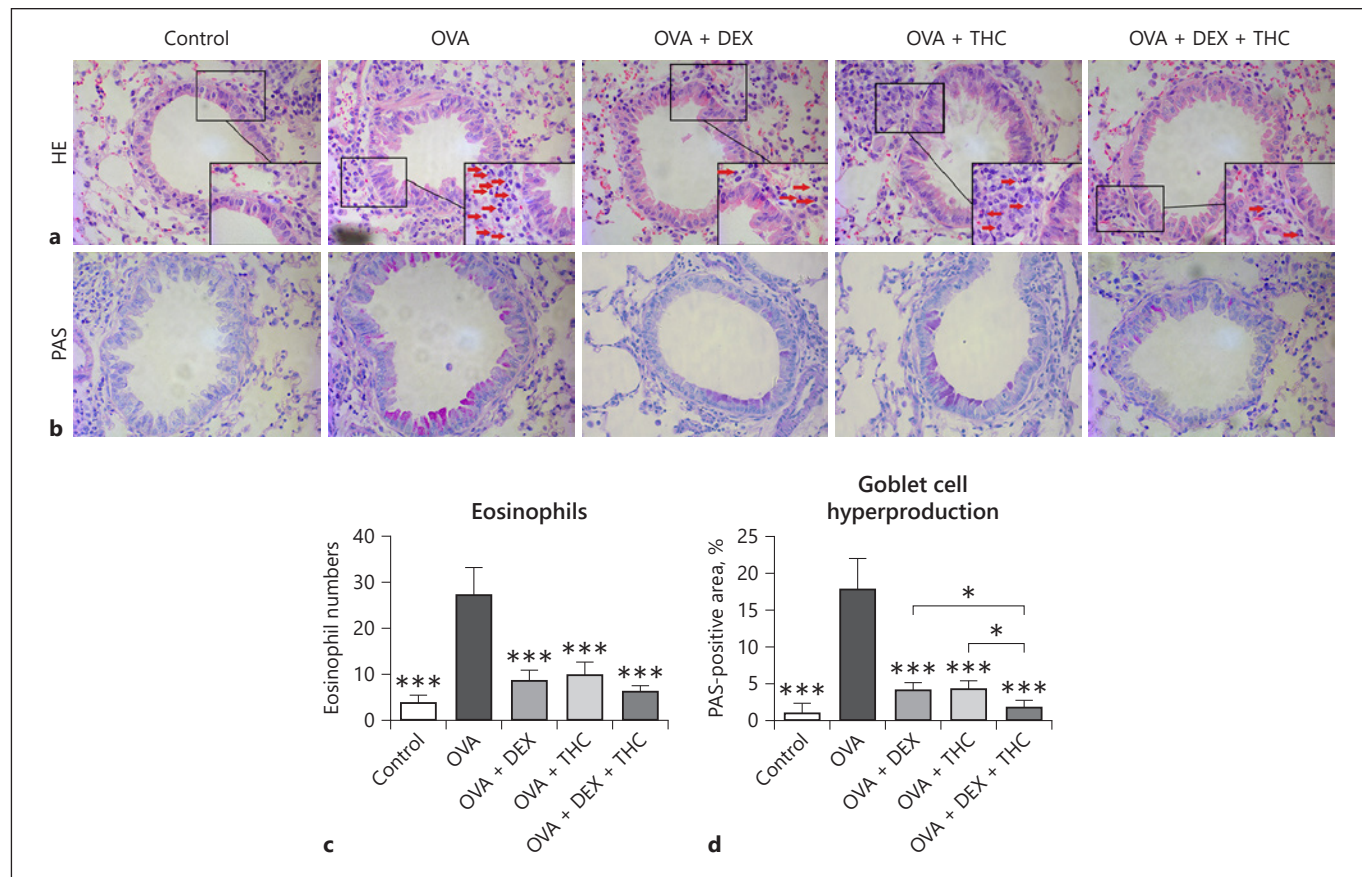 Control OVA OVA + DEX OVA + THC OVA + DEX + THC
HE
a
PAS
b
Eosinophils
Eosinophil numbers
40
30
20
10
0
***
***
***
***
Control
OVA
OVA + DEX
OVA + THC
OVA + DEX + THC
c
Goblet cell
hyperproduction
PAS-positive area, %
25
20
15
10
5
0
*
*
***
***
***
***
Control
OVA
OVA + DEX
OVA + THC
OVA + DEX + THC
d